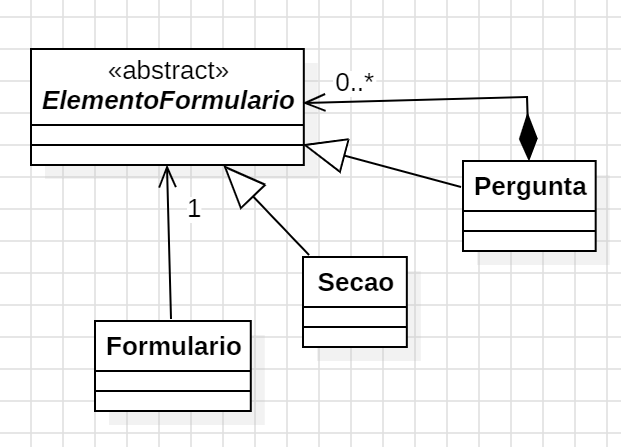 «abstract»
ElementoFormulario
0..*
Pergunta
1
Secao
Formulario